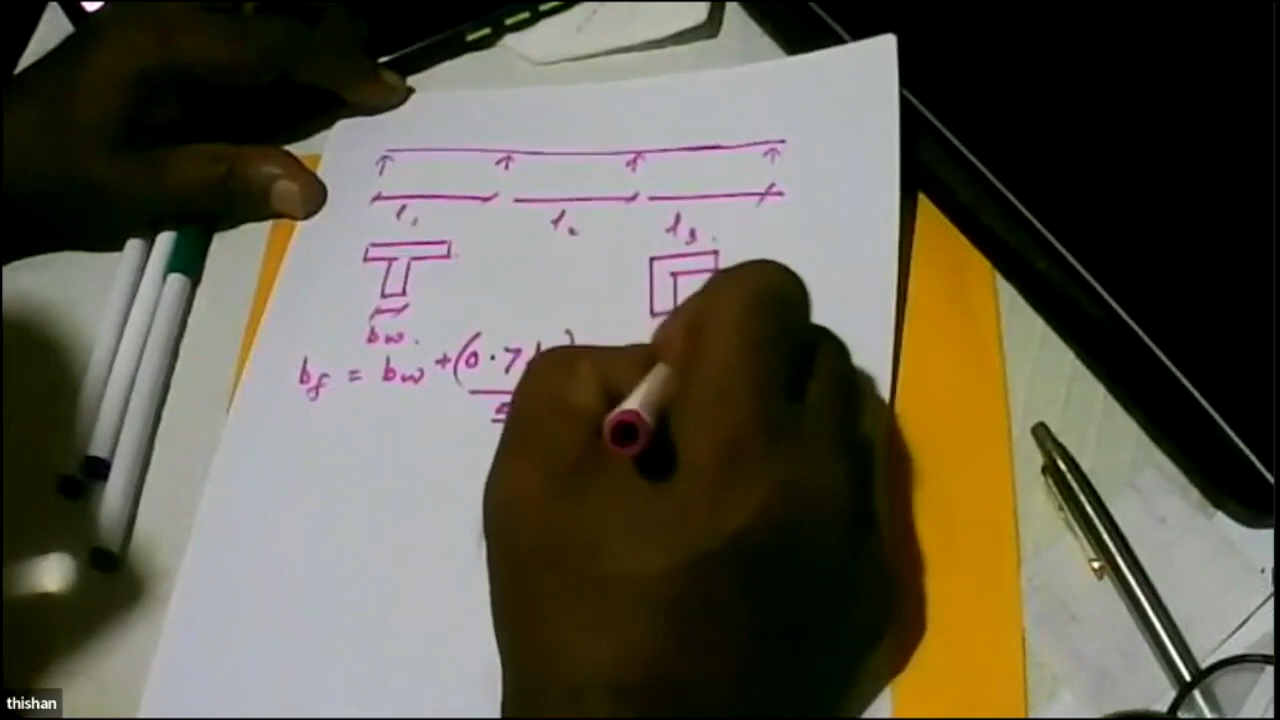 l₁ l₂ l₃.
bw.
bf = bw + (0.7
thishan